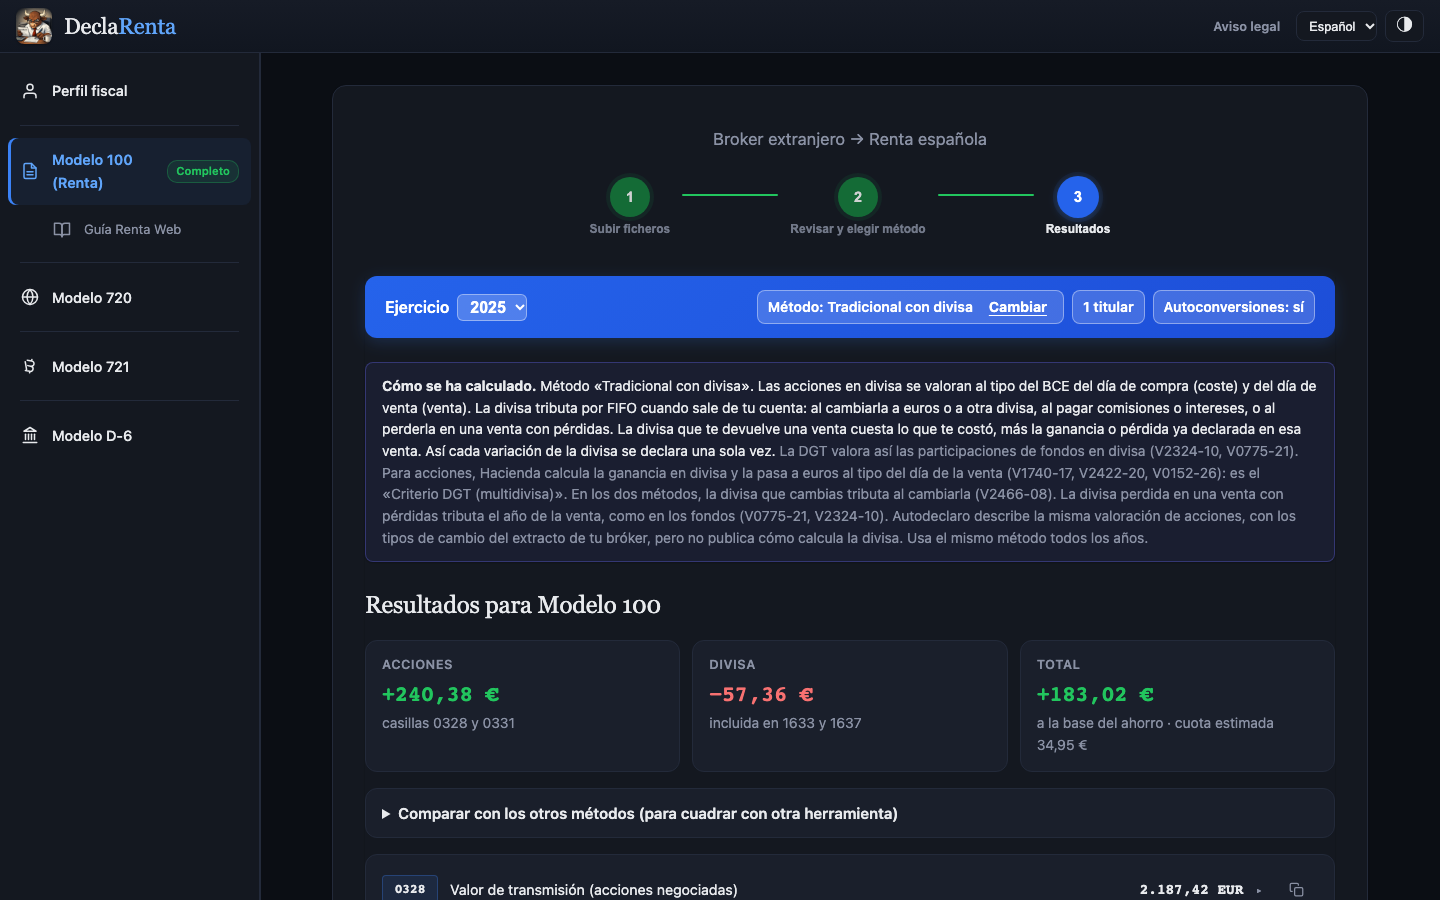 DeclaRenta
Aviso legal
Español
Perfil fiscal
Modelo 100
(Renta)
Completo
Guía Renta Web
Modelo 720
Modelo 721
Modelo D-6
Broker extranjero → Renta española
1
2
3
Subir ficheros
Revisar y elegir método
Resultados
Ejercicio 2025
Método: Tradicional con divisa Cambiar
1 titular
Autoconversiones: sí
Cómo se ha calculado. Método «Tradicional con divisa». Las acciones en divisa se valoran al tipo del BCE del día de compra (coste) y del día de
venta (venta). La divisa tributa por FIFO cuando sale de tu cuenta: al cambiarla a euros o a otra divisa, al pagar comisiones o intereses, o al
perderla en una venta con pérdidas. La divisa que te devuelve una venta cuesta lo que te costó, más la ganancia o pérdida ya declarada en esa
venta. Así cada variación de la divisa se declara una sola vez. La DGT valora así las participaciones de fondos en divisa (V2324-10, V0775-21).
Para acciones, Hacienda calcula la ganancia en divisa y la pasa a euros al tipo del día de la venta (V1740-17, V2422-20, V0152-26): es el
«Criterio DGT (multidivisa)». En los dos métodos, la divisa que cambias tributa al cambiarla (V2466-08). La divisa perdida en una venta con
pérdidas tributa el año de la venta, como en los fondos (V0775-21, V2324-10). Autodeclaro describe la misma valoración de acciones, con los
tipos de cambio del extracto de tu bróker, pero no publica cómo calcula la divisa. Usa el mismo método todos los años.
Resultados para Modelo 100
ACCIONES
+240,38 €
casillas 0328 y 0331
DIVISA
−57,36 €
incluida en 1633 y 1637
TOTAL
+183,02 €
a la base del ahorro · cuota estimada
34,95 €
Comparar con los otros métodos (para cuadrar con otra herramienta)
0328
Valor de transmisión (acciones negociadas)
2.187,42 EUR